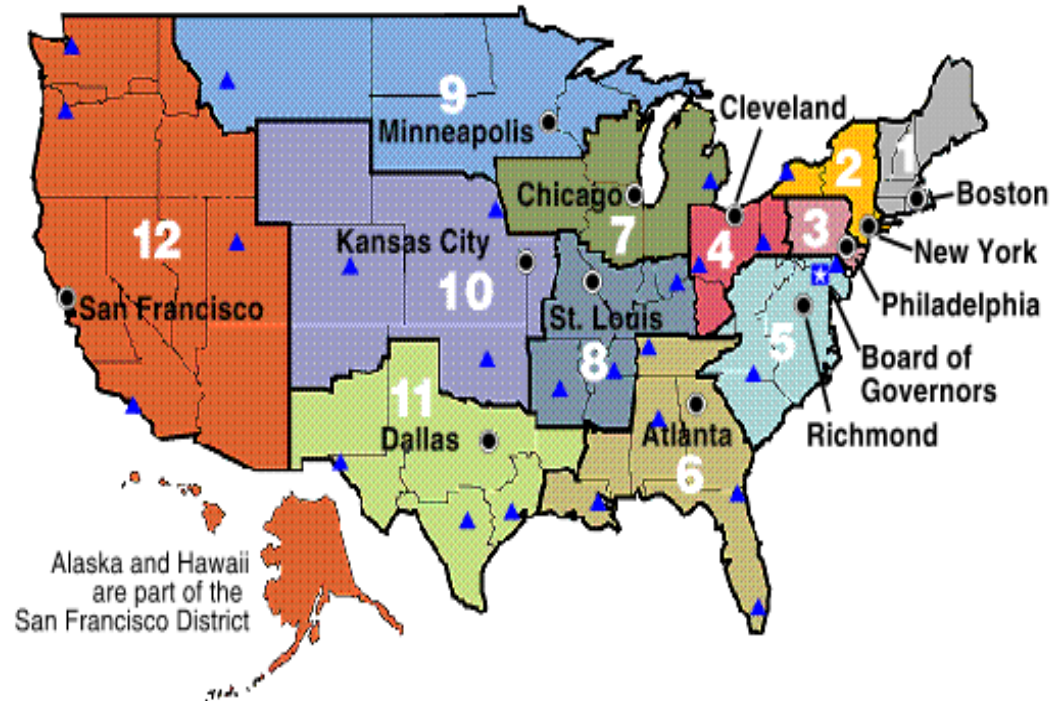 Cleveland
9
Minneapolis
2
1
Chicago
Boston
7
4
3
12
Kansas City
New York
10
San Francisco
Philadelphia
St. Louis
5
8
Board of
Governors
11
Dallas
Atlanta
Richmond
6
Alaska and Hawaii
are part of the
San Francisco District